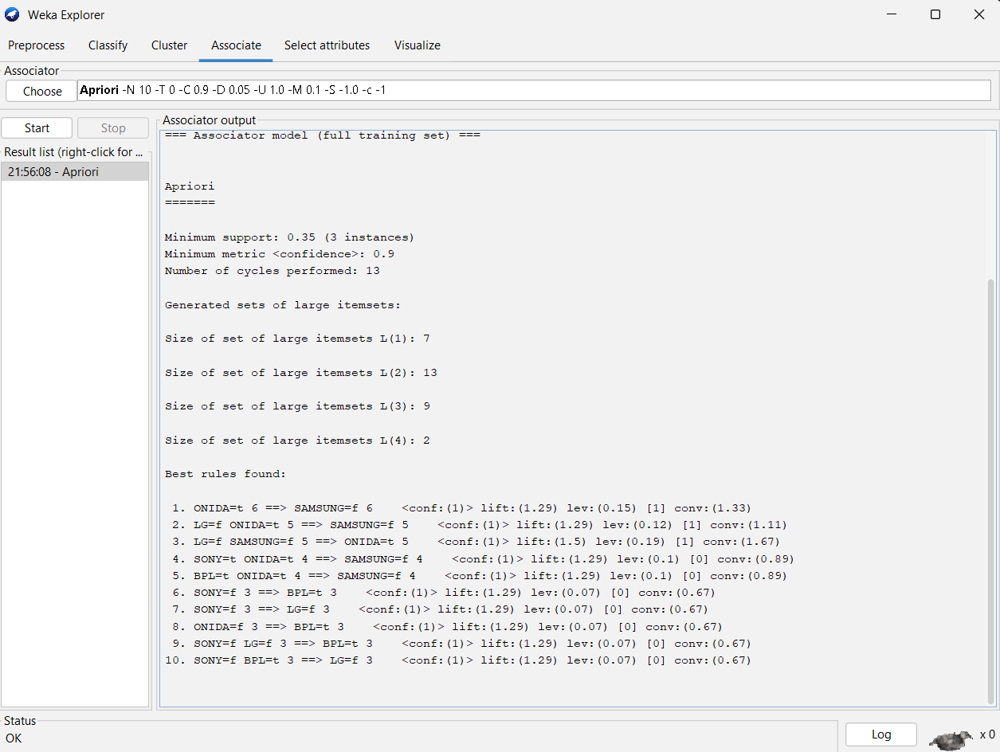 Weka Explorer
Preprocess Classify Cluster Associate Select attributes Visualize
Associator
Choose Apriori -N 10 -T 0 -C 0.9 -D 0.05 -U 1.0 -M 0.1 -S -1.0 -c -1
Start Stop
Result list (right-click for ...
21:56:08 - Apriori
Associator output
=== Associator model (full training set) ===
Apriori
=======
Minimum support: 0.35 (3 instances)
Minimum metric <confidence>: 0.9
Number of cycles performed: 13
Generated sets of large itemsets:
Size of set of large itemsets L(1): 7
Size of set of large itemsets L(2): 13
Size of set of large itemsets L(3): 9
Size of set of large itemsets L(4): 2
Best rules found:
1. ONIDA=t 6 ==> SAMSUNG=f 6    <conf:(1)> lift:(1.29) lev:(0.15) [1] conv:(1.33)
2. LG=f ONIDA=t 5 ==> SAMSUNG=f 5    <conf:(1)> lift:(1.29) lev:(0.12) [1] conv:(1.11)
3. LG=f SAMSUNG=f 5 ==> ONIDA=t 5    <conf:(1)> lift:(1.5) lev:(0.19) [1] conv:(1.67)
4. SONY=t ONIDA=t 4 ==> SAMSUNG=f 4    <conf:(1)> lift:(1.29) lev:(0.1) [0] conv:(0.89)
5. BPL=t ONIDA=t 4 ==> SAMSUNG=f 4    <conf:(1)> lift:(1.29) lev:(0.1) [0] conv:(0.89)
6. SONY=f 3 ==> BPL=t 3    <conf:(1)> lift:(1.29) lev:(0.07) [0] conv:(0.67)
7. SONY=f 3 ==> LG=f 3    <conf:(1)> lift:(1.29) lev:(0.07) [0] conv:(0.67)
8. ONIDA=f 3 ==> BPL=t 3    <conf:(1)> lift:(1.29) lev:(0.07) [0] conv:(0.67)
9. SONY=f LG=f 3 ==> BPL=t 3    <conf:(1)> lift:(1.29) lev:(0.07) [0] conv:(0.67)
10. SONY=f BPL=t 3 ==> LG=f 3    <conf:(1)> lift:(1.29) lev:(0.07) [0] conv:(0.67)
Status
OK
Log
x 0